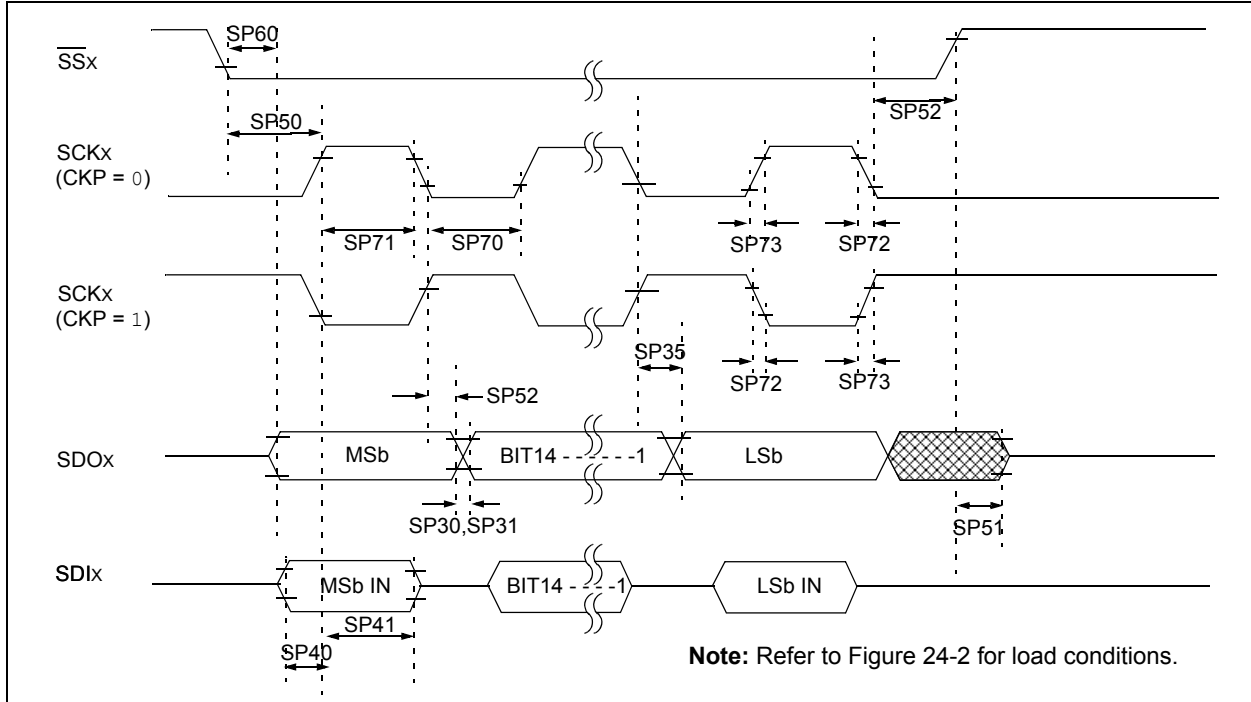 SP60
SSX
SP50
SP52
SCKX
(CKP = 0)
SP71
SP70
SP73
SP72
SCKX
(CKP = 1)
SP35
SP72
SP73
SP52
SDOX
MSb
BIT14 - - - - - -1
LSb
SP30,SP31
SP51
SDIX
MSb IN
BIT14 - - - - -1
LSb IN
SP41
SP40
Note: Refer to Figure 24-2 for load conditions.